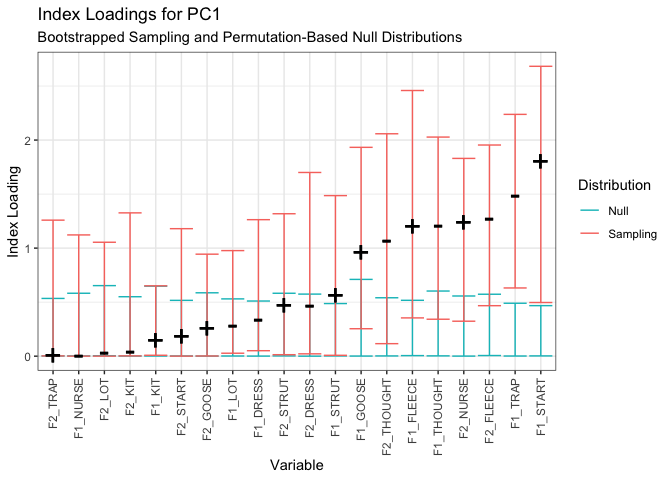 Index Loadings for PC1
Bootstrapped Sampling and Permutation-Based Null Distributions
Index Loading
2
1
0
F2_TRAP
F1_NURSE
F2_LOT
F2_KIT
F1_KIT
F2_START
F2_GOOSE
F1_LOT
F1_DRESS
F2_STRUT
F2_DRESS
F1_STRUT
F1_GOOSE
F2_THOUGHT
F1_FLEECE
F1_THOUGHT
F2_NURSE
F2_FLEECE
F1_TRAP
F1_START
Variable
Distribution
Null
Sampling